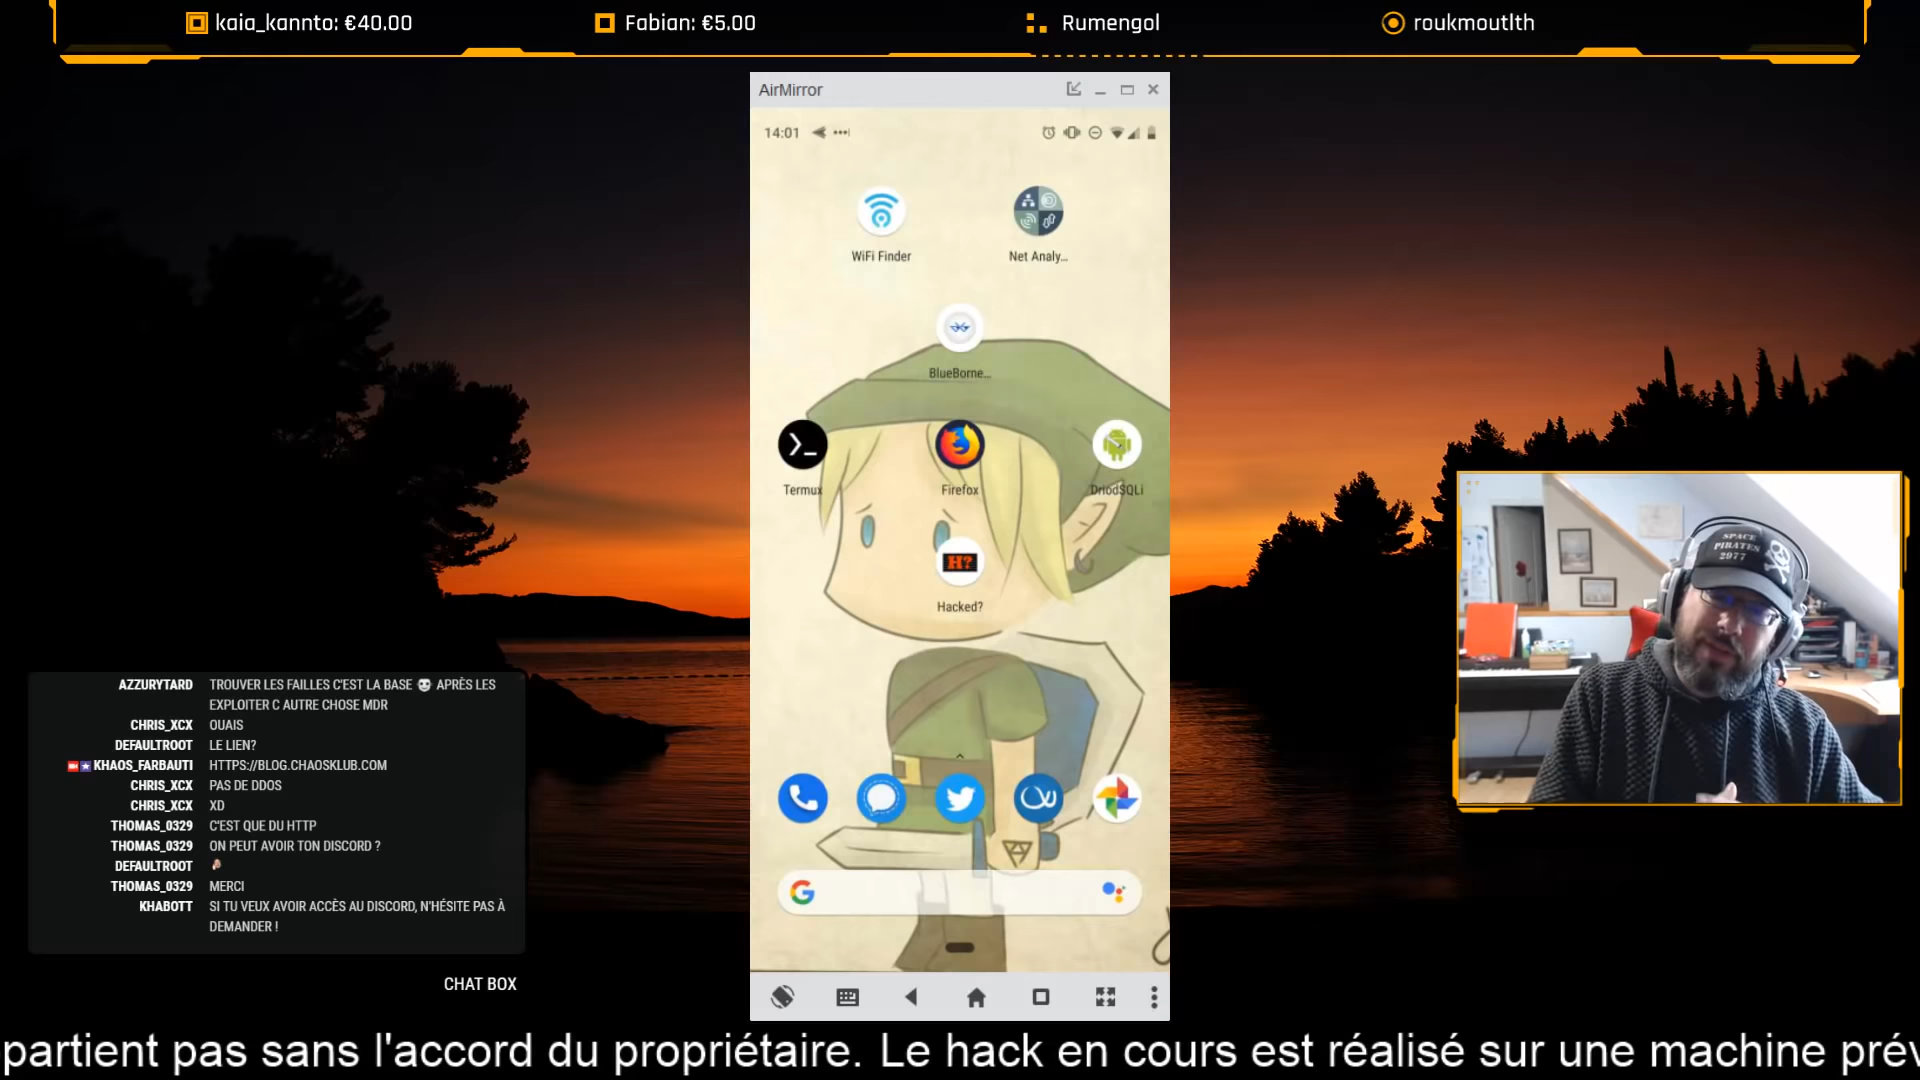 kaia_kannto: €40.00
Fabian: €5.00
Rumengol
roukmoutlth
AirMirror
14:01
WiFi Finder
Net Analy...
BlueBorne...
Termux
Firefox
DriodSQLi
H?
Hacked?
SPACE
PIRATES
2977
AZZURYTARD TROUVER LES FAILLES C'EST LA BASE APRÈS LES
EXPLOITER C AUTRE CHOSE MDR
CHRIS_XCX OUAIS
DEFAULTROOT LE LIEN?
KHAOS_FARBAUTI HTTPS://BLOG.CHAOSKLUB.COM
CHRIS_XCX PAS DE DDOS
CHRIS_XCX XD
THOMAS_0329 C'EST QUE DU HTTP
THOMAS_0329 ON PEUT AVOIR TON DISCORD ?
DEFAULTROOT
THOMAS_0329 MERCI
KHABOTT SI TU VEUX AVOIR ACCÈS AU DISCORD, N'HÉSITE PAS À
DEMANDER !
CHAT BOX
partient pas sans l'accord du propriétaire. Le hack en cours est réalisé sur une machine prév